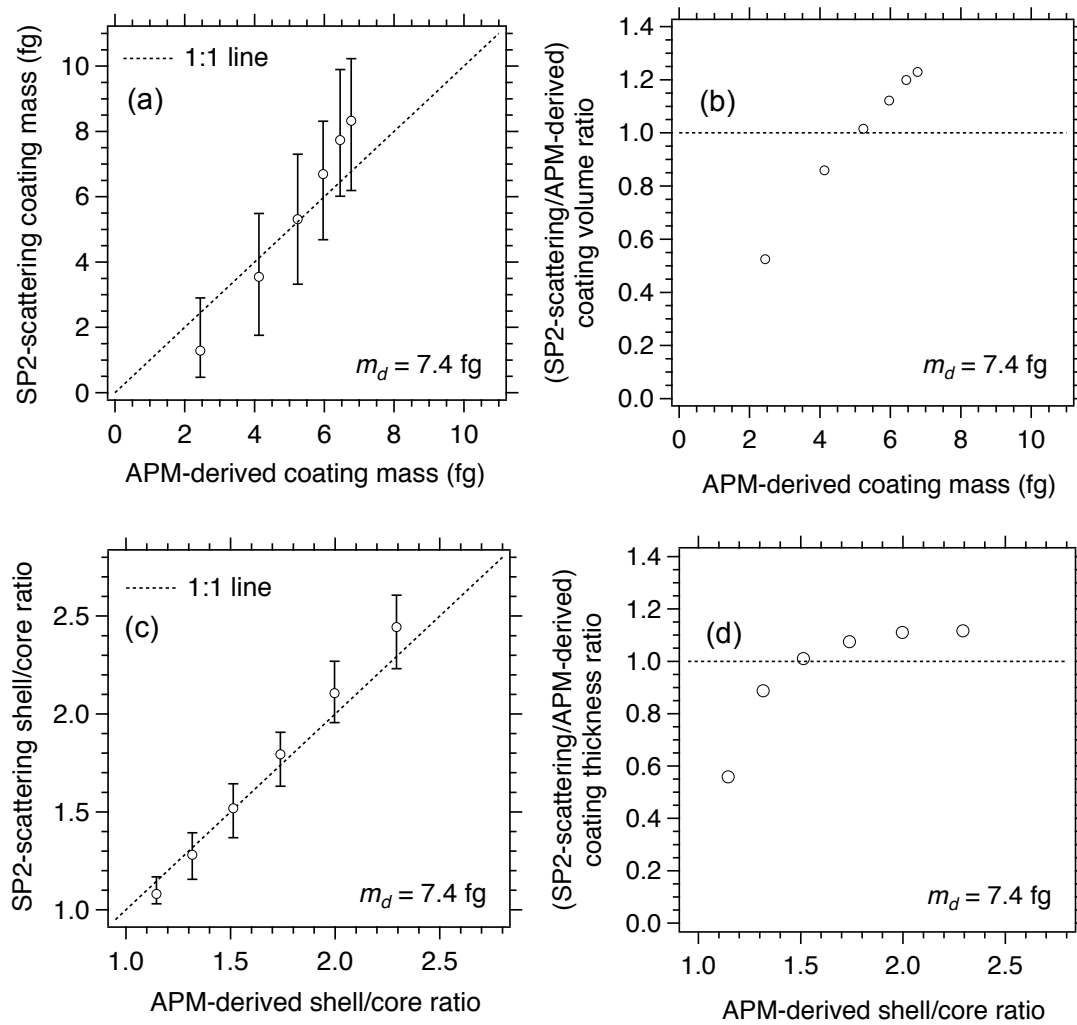 SP2-scattering coating mass (fg)
10
8
6
4
2
0
1:1 line
(a)
m_d = 7.4 fg
0 2 4 6 8 10
APM-derived coating mass (fg)
(SP2-scattering/APM-derived)
coating volume ratio
1.4
1.2
1.0
0.8
0.6
0.4
0.2
0.0
(b)
m_d = 7.4 fg
0 2 4 6 8 10
APM-derived coating mass (fg)
SP2-scattering shell/core ratio
2.5
2.0
1.5
1.0
1:1 line
(c)
m_d = 7.4 fg
1.0 1.5 2.0 2.5
APM-derived shell/core ratio
(SP2-scattering/APM-derived)
coating thickness ratio
1.4
1.2
1.0
0.8
0.6
0.4
0.2
0.0
(d)
m_d = 7.4 fg
1.0 1.5 2.0 2.5
APM-derived shell/core ratio